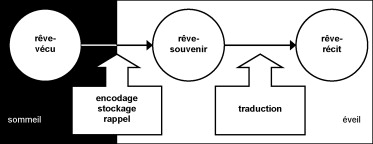 rêve-
vécu
rêve-
souvenir
rêve-
récit
encodage
stockage
rappel
traduction
sommeil
éveil